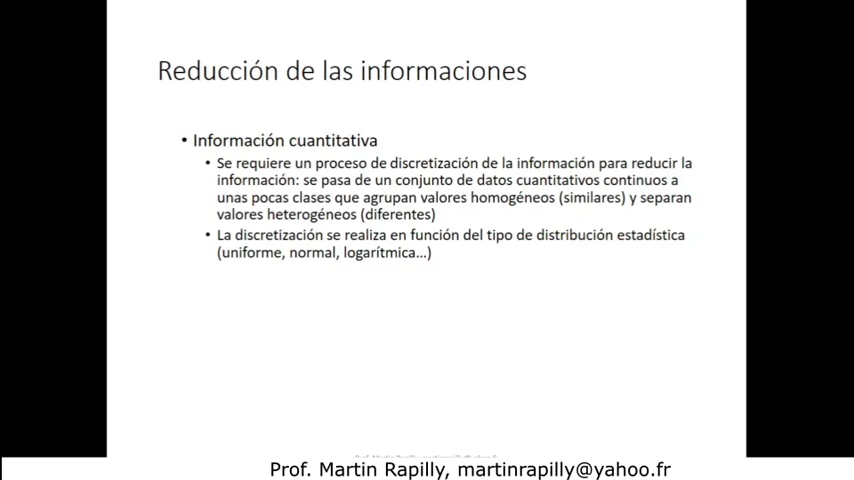 Reducción de las informaciones
• Información cuantitativa
• Se requiere un proceso de discretización de la información para reducir la
información: se pasa de un conjunto de datos cuantitativos continuos a
unas pocas clases que agrupan valores homogéneos (similares) y separan
valores heterogéneos (diferentes)
• La discretización se realiza en función del tipo de distribución estadística
(uniforme, normal, logarítmica...)
Prof. Martin Rapilly, martinrapilly@yahoo.fr